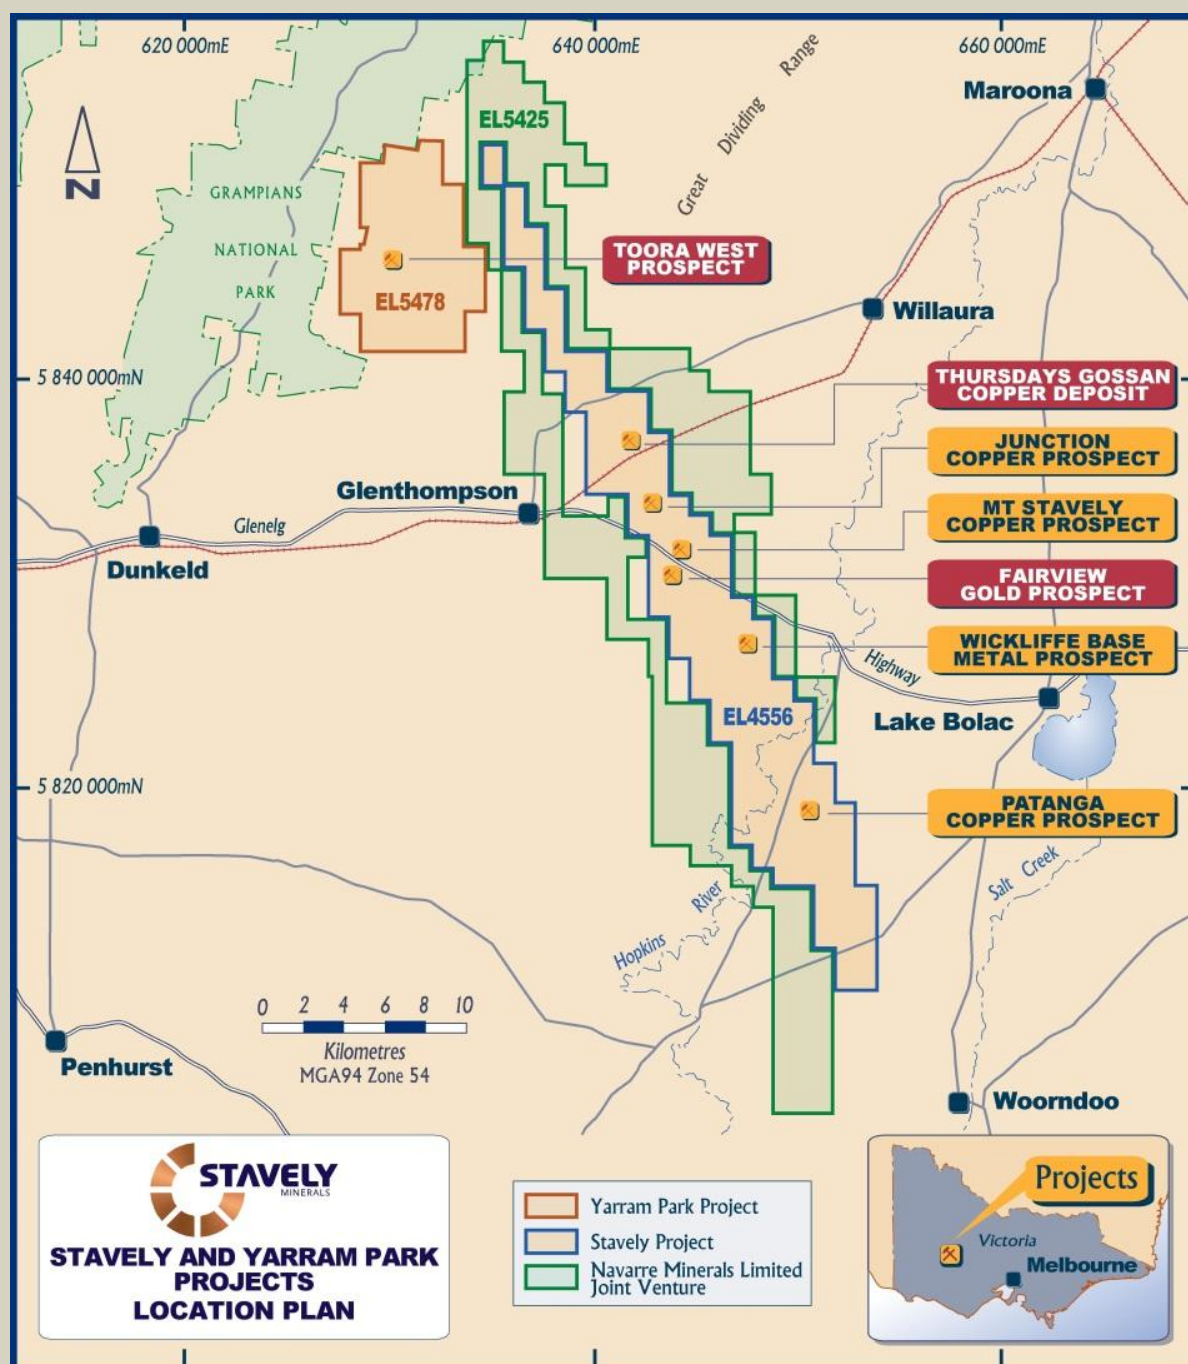 620 000mE
640 000mE
660 000mE
Great Dividing Range
Maroona
N
EL5425
GRAMPIANS
NATIONAL
PARK
TOORA WEST
PROSPECT
EL5478
Willaura
5 840 000mN
THURSDAYS GOSSAN
COPPER DEPOSIT
JUNCTION
COPPER PROSPECT
Glenthompson
MT STAVELY
COPPER PROSPECT
Glenelg
Dunkeld
FAIRVIEW
GOLD PROSPECT
WICKLIFFE BASE
METAL PROSPECT
Highway
EL4556
Lake Bolac
5 820 000mN
PATANGA
COPPER PROSPECT
Salt Creek
Hopkins River
0 2 4 6 8 10
Kilometres
MGA94 Zone 54
Penhurst
Woorndoo
STAVELY
MINERALS
STAVELY AND YARRAM PARK
PROJECTS
LOCATION PLAN
Yarram Park Project
Stavely Project
Navarre Minerals Limited
Joint Venture
Projects
Victoria
Melbourne